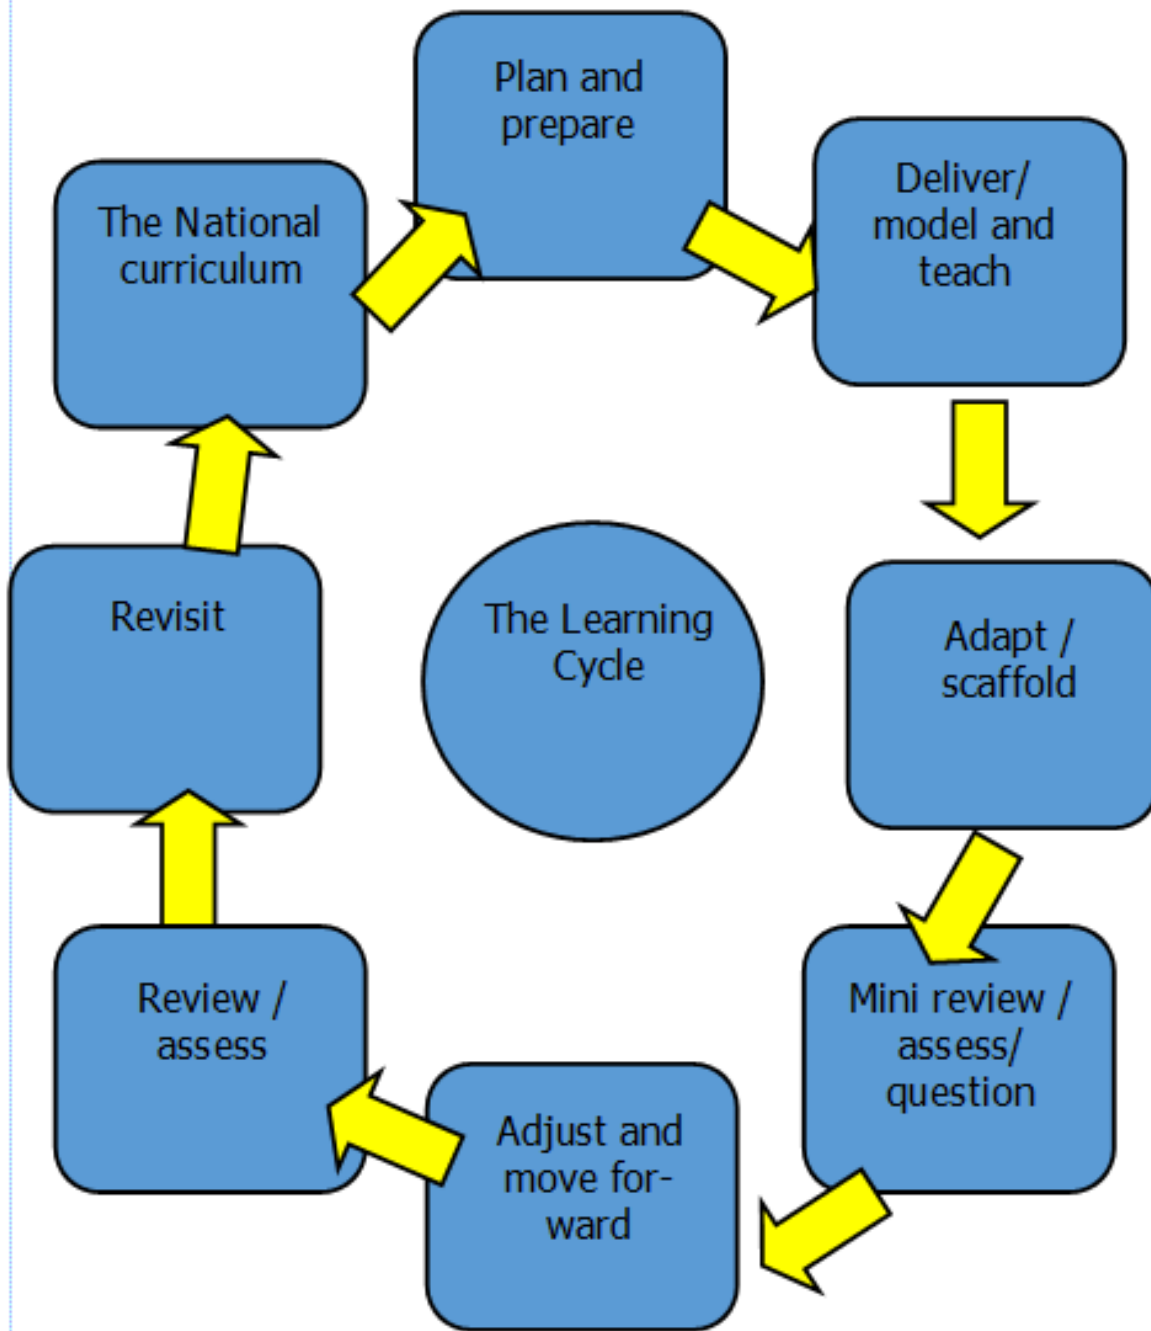 Plan and
prepare
Deliver/
model and
teach
Adapt /
scaffold
Mini review /
assess/
question
Adjust and
move for-
ward
Review /
assess
Revisit
The National
curriculum
The Learning
Cycle